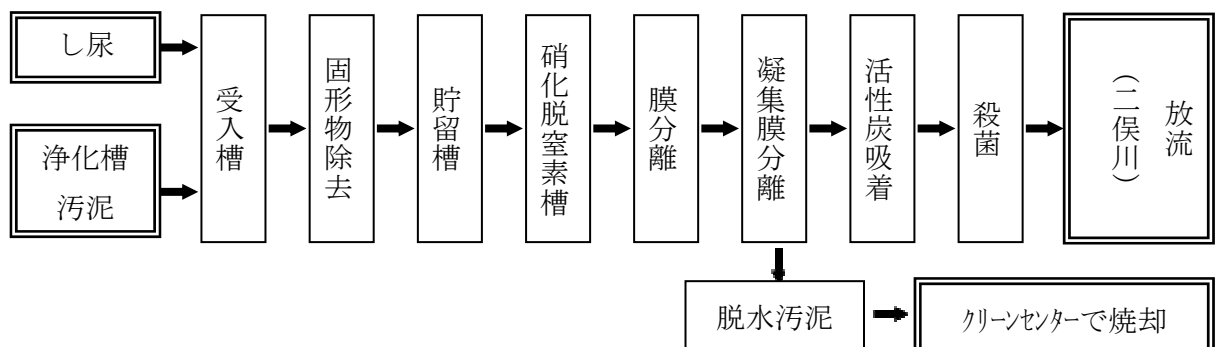 し尿
浄化槽
汚泥
受入槽
固形物除去
貯留槽
硝化脱窒素槽
膜分離
凝集膜分離
活性炭吸着
殺菌
放流
(二俣川)
脱水汚泥
クリーンセンターで焼却